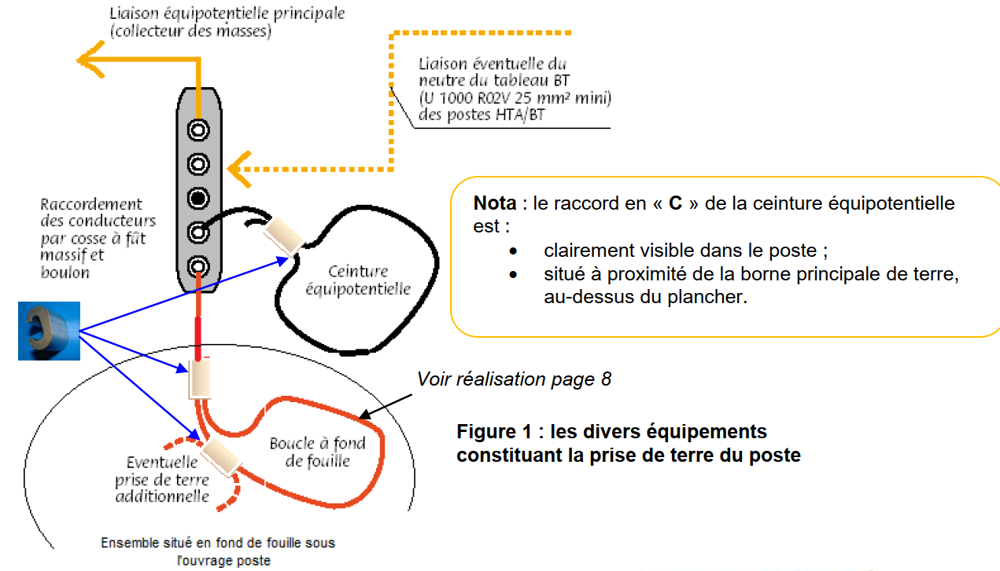 Liaison équipotentielle principale
(collecteur des masses)
Liaison éventuelle du
neutre du tableau BT
(U 1000 R02V 25 mm² mini)
des postes HTA/BT
Raccordement
des conducteurs
par cosse à fût
massif et
boulon
Nota : le raccord en « C » de la ceinture équipotentielle
est :
• clairement visible dans le poste ;
• situé à proximité de la borne principale de terre,
au-dessus du plancher.
Ceinture
équipotentielle
Voir réalisation page 8
Figure 1 : les divers équipements
constituant la prise de terre du poste
Boucle à fond
de fouille
Eventuelle
prise de terre
additionnelle
Ensemble situé en fond de fouille sous
l'ouvrage poste